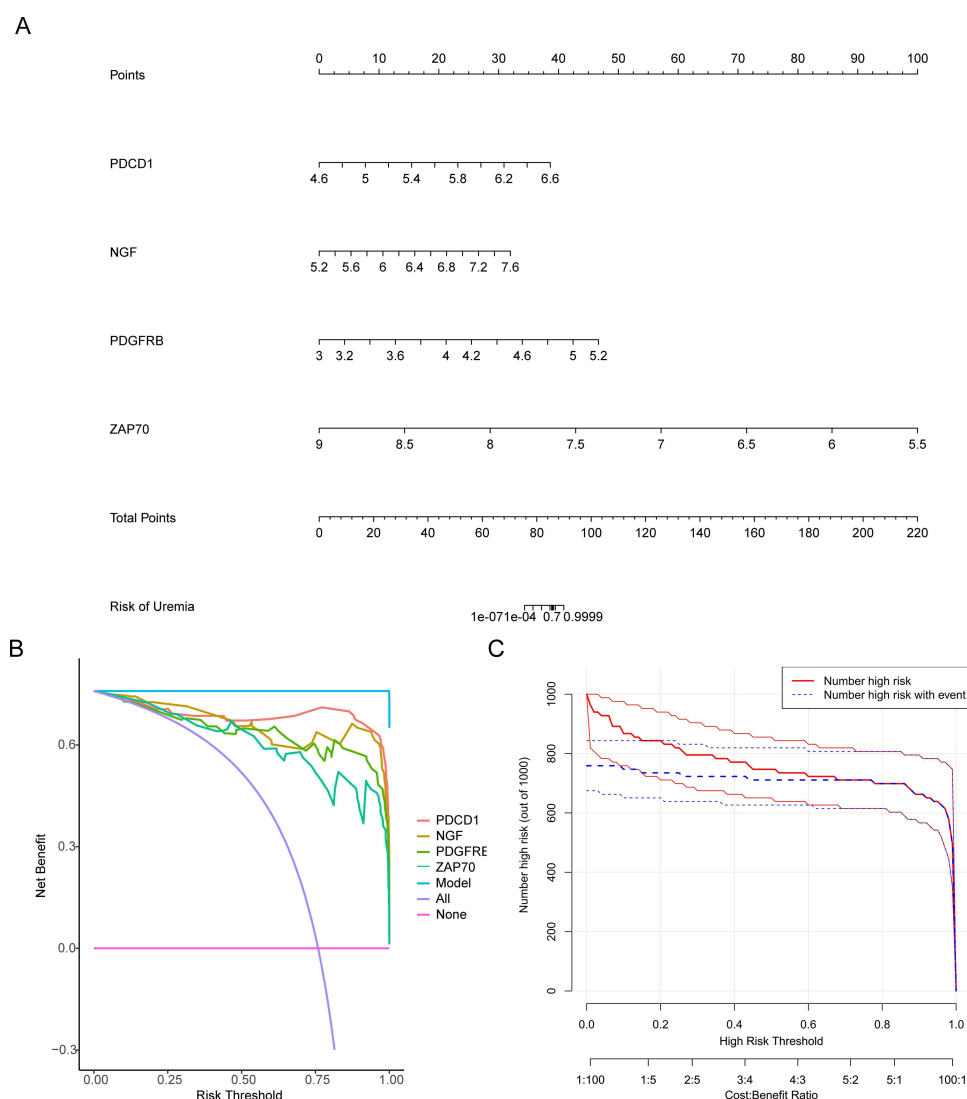 A
Points
0 10 20 30 40 50 60 70 80 90 100
PDCD1
4.6 5 5.4 5.8 6.2 6.6
NGF
5.2 5.6 6 6.4 6.8 7.2 7.6
PDGFRB
3 3.2 3.6 4 4.2 4.6 5 5.2
ZAP70
9 8.5 8 7.5 7 6.5 6 5.5
Total Points
0 20 40 60 80 100 120 140 160 180 200 220
Risk of Uremia
1e-071e-04 0.7 0.9999
B
Net Benefit
0.6
0.3
0.0
-0.3
0.00 0.25 0.50 0.75 1.00
Risk Threshold
PDCD1
NGF
PDGFRE
ZAP70
Model
All
None
C
Number high risk (out of 1000)
1000
800
600
400
200
0
Number high risk
Number high risk with event
0.0 0.2 0.4 0.6 0.8 1.0
High Risk Threshold
1:100 1:5 2:5 3:4 4:3 5:2 5:1 100:1
Cost:Benefit Ratio